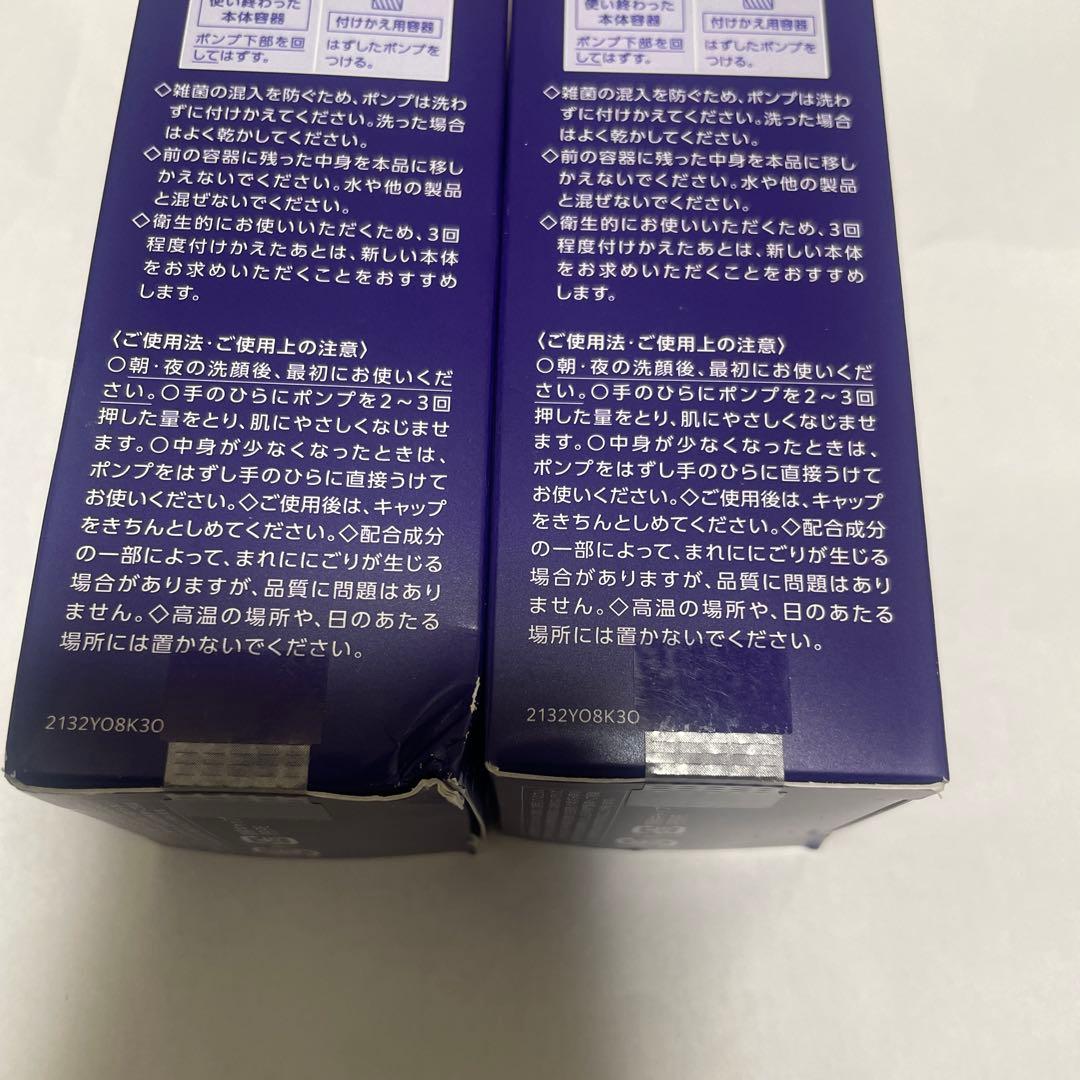 使い終わった
本体容器
ポンプ下部を回
してはずす。
付けかえ用容器
はずしたポンプを
つける。
◇雑菌の混入を防ぐため、ポンプは洗わ
ずに付けかえてください。洗った場合
はよく乾かしてください。
◇前の容器に残った中身を本品に移し
かえないでください。水や他の製品
と混ぜないでください。
◇衛生的にお使いいただくため、3回
程度付けかえたあとは、新しい本体
をお求めいただくことをおすすめ
します。
〈ご使用法・ご使用上の注意〉
○朝・夜の洗顔後、最初にお使いくだ
さい。○手のひらにポンプを2～3回
押した量をとり、肌にやさしくなじませ
ます。○中身が少なくなったときは、
ポンプをはずし手のひらに直接うけて
お使いください。◇ご使用後は、キャップ
をきちんとしめてください。◇配合成分
の一部によって、まれににごりが生じる
場合がありますが、品質に問題はあり
ません。◇高温の場所や、日のあたる
場所には置かないでください。
2132YO8K3O
使い終わった
本体容器
ポンプ下部を回
してはずす。
付けかえ用容器
はずしたポンプを
つける。
◇雑菌の混入を防ぐため、ポンプは洗わ
ずに付けかえてください。洗った場合
はよく乾かしてください。
◇前の容器に残った中身を本品に移し
かえないでください。水や他の製品
と混ぜないでください。
◇衛生的にお使いいただくため、3回
程度付けかえたあとは、新しい本体
をお求めいただくことをおすすめ
します。
〈ご使用法・ご使用上の注意〉
○朝・夜の洗顔後、最初にお使いくだ
さい。○手のひらにポンプを2～3回
押した量をとり、肌にやさしくなじませ
ます。○中身が少なくなったときは、
ポンプをはずし手のひらに直接うけて
お使いください。◇ご使用後は、キャップ
をきちんとしめてください。◇配合成分
の一部によって、まれににごりが生じる
場合がありますが、品質に問題はあり
ません。◇高温の場所や、日のあたる
場所には置かないでください。
2132YO8K3O